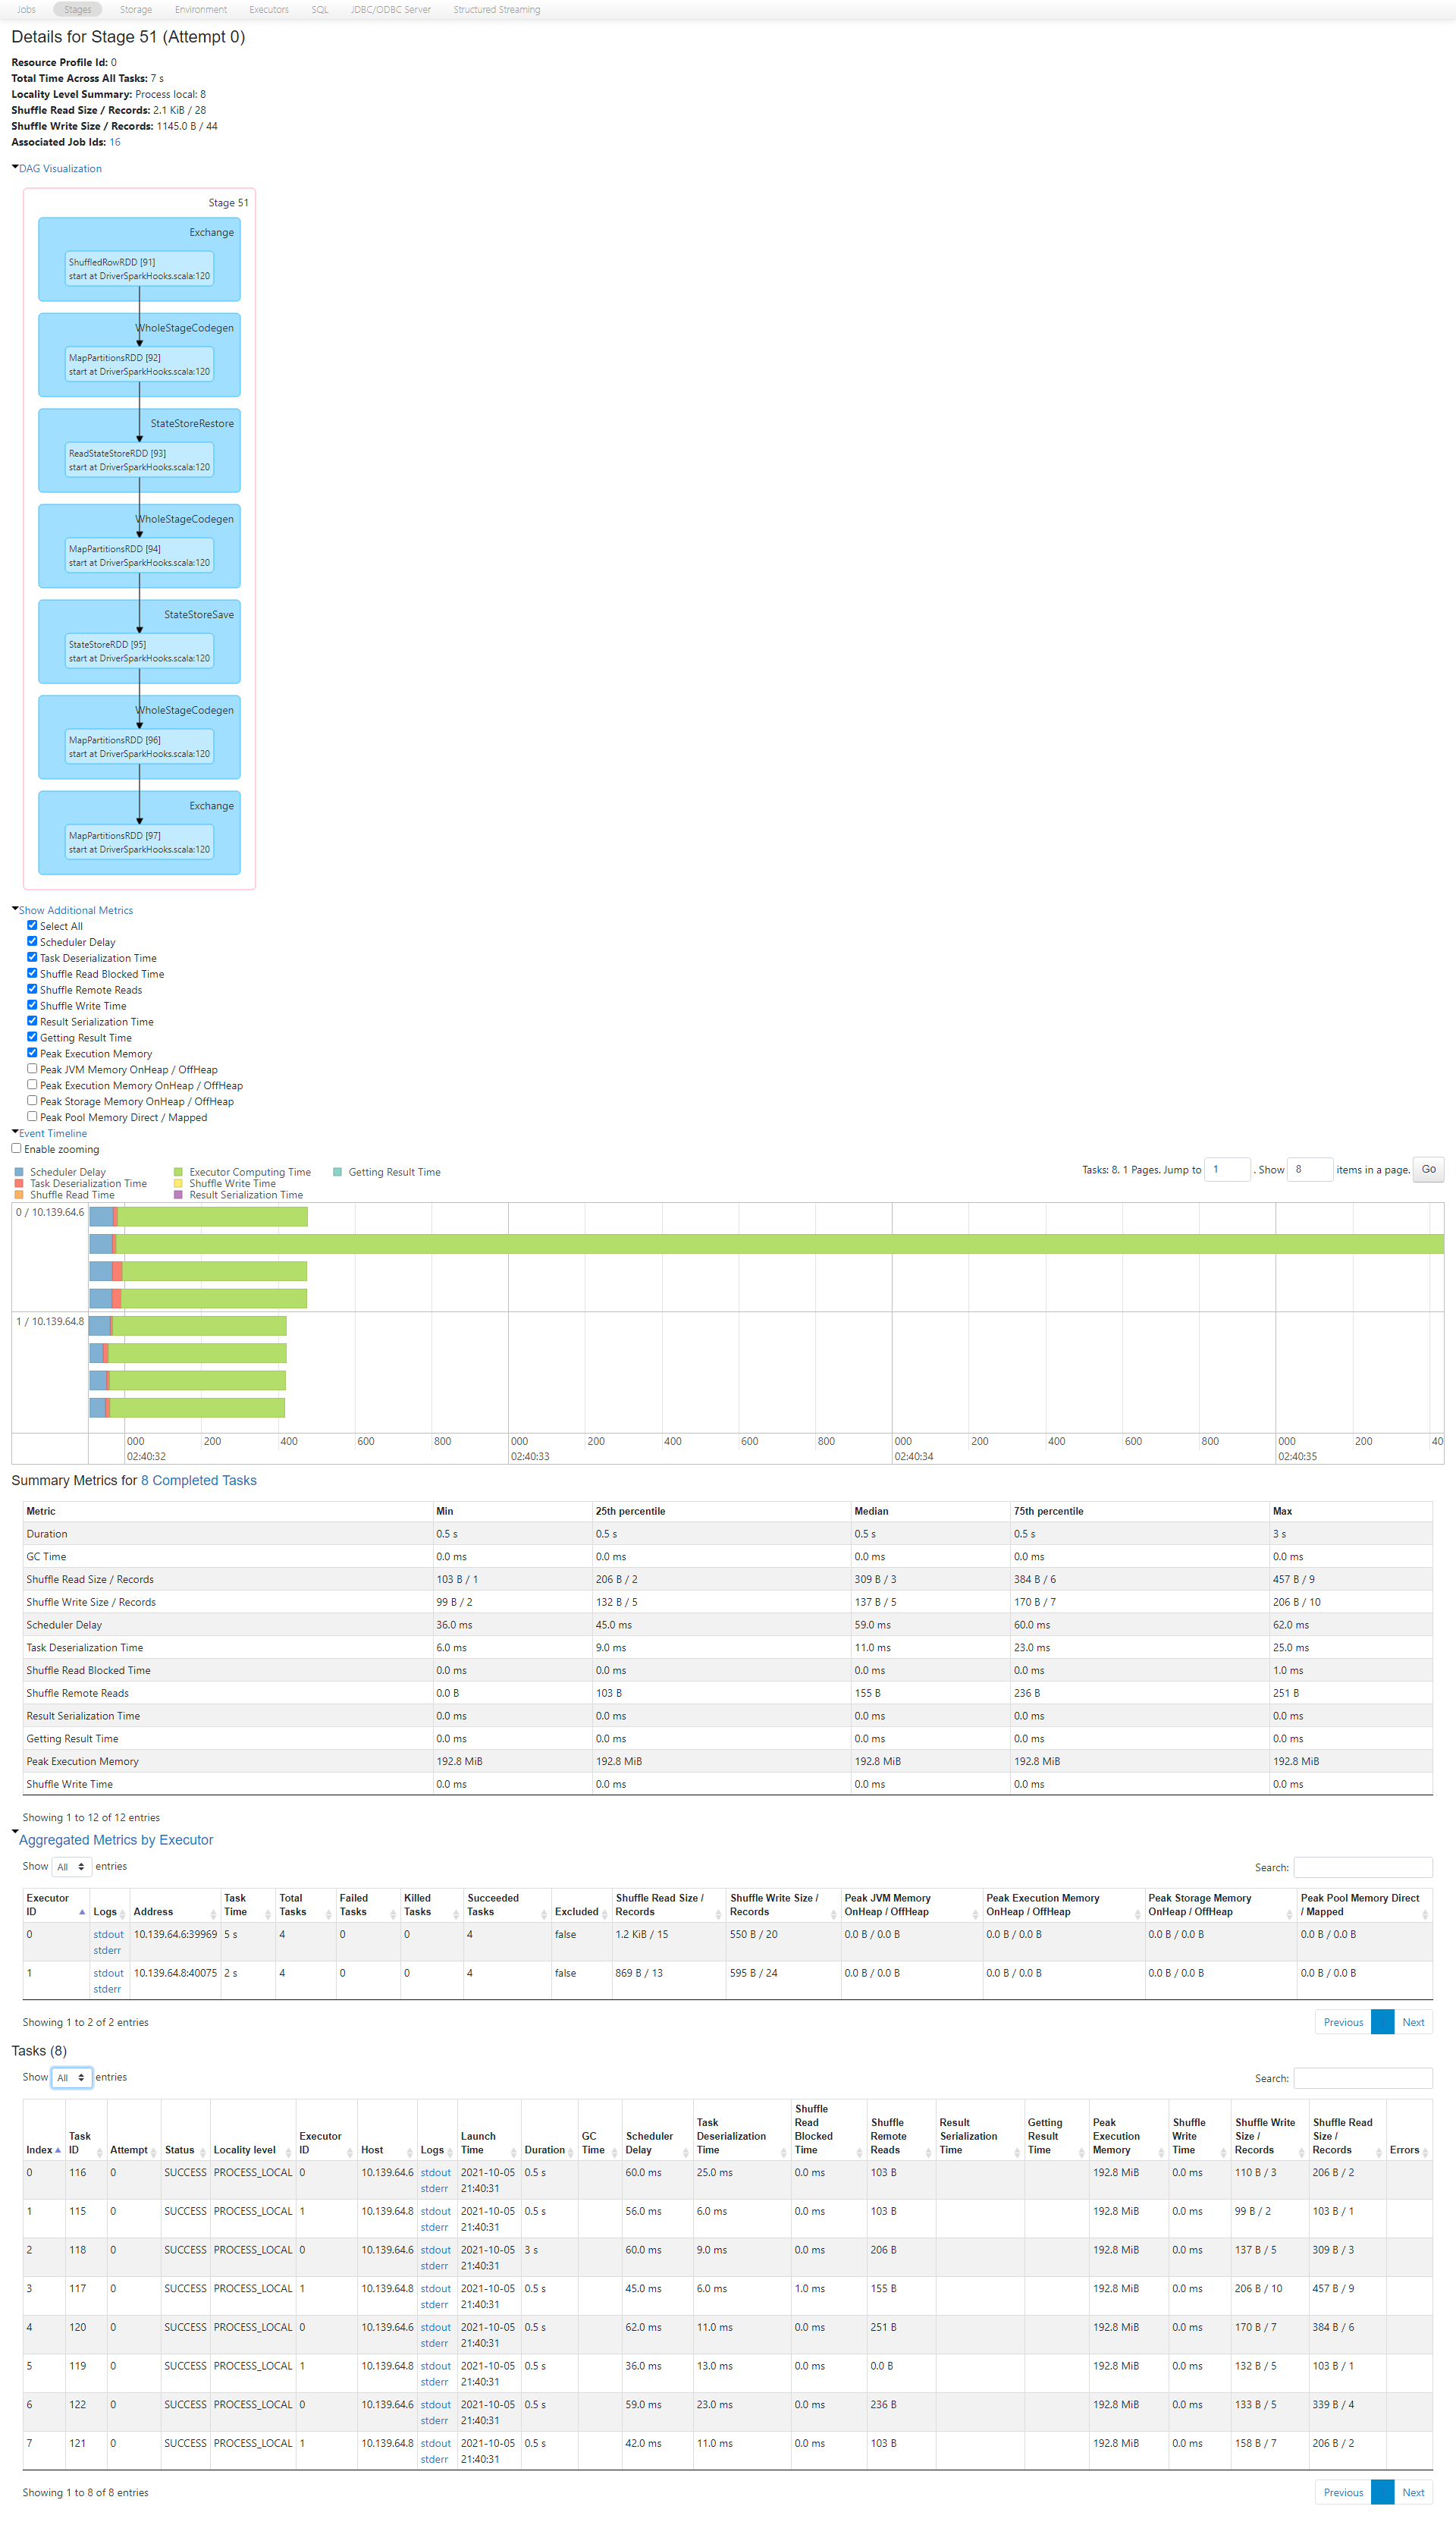 Jobs Stages Storage Environment Executors SQL JDBC/ODBC Server Structured Streaming
Details for Stage 51 (Attempt 0)
Resource Profile Id: 0
Total Time Across All Tasks: 7 s
Locality Level Summary: Process local: 8
Shuffle Read Size / Records: 2.1 KiB / 28
Shuffle Write Size / Records: 1145.0 B / 44
Associated Job Ids: 16
DAG Visualization
Stage 51
Exchange
ShuffledRowRDD [91]
start at DriverSparkHooks.scala:120
WholeStageCodegen
MapPartitionsRDD [92]
start at DriverSparkHooks.scala:120
StateStoreRestore
ReadStateStoreRDD [93]
start at DriverSparkHooks.scala:120
WholeStageCodegen
MapPartitionsRDD [94]
start at DriverSparkHooks.scala:120
StateStoreSave
StateStoreRDD [95]
start at DriverSparkHooks.scala:120
WholeStageCodegen
MapPartitionsRDD [96]
start at DriverSparkHooks.scala:120
Exchange
MapPartitionsRDD [97]
start at DriverSparkHooks.scala:120
Show Additional Metrics
Select All
Scheduler Delay
Task Deserialization Time
Shuffle Read Blocked Time
Shuffle Remote Reads
Shuffle Write Time
Result Serialization Time
Getting Result Time
Peak Execution Memory
Peak JVM Memory OnHeap / OffHeap
Peak Execution Memory OnHeap / OffHeap
Peak Storage Memory OnHeap / OffHeap
Peak Pool Memory Direct / Mapped
Event Timeline
Enable zooming
Scheduler Delay Executor Computing Time Getting Result Time Tasks: 8. 1 Pages. Jump to 1 . Show 8 items in a page. Go
Task Deserialization Time Shuffle Write Time
Shuffle Read Time Result Serialization Time
0 / 10.139.64.6
1 / 10.139.64.8
000 200 400 600 800 000 200 400 600 800 000 200 400 600 800 000 200 40
02:40:32 02:40:33 02:40:34 02:40:35
Summary Metrics for 8 Completed Tasks
Metric Min 25th percentile Median 75th percentile Max
Duration 0.5 s 0.5 s 0.5 s 0.5 s 3 s
GC Time 0.0 ms 0.0 ms 0.0 ms 0.0 ms 0.0 ms
Shuffle Read Size / Records 103 B / 1 206 B / 2 309 B / 3 384 B / 6 457 B / 9
Shuffle Write Size / Records 99 B / 2 132 B / 5 137 B / 5 170 B / 7 206 B / 10
Scheduler Delay 36.0 ms 45.0 ms 59.0 ms 60.0 ms 62.0 ms
Task Deserialization Time 6.0 ms 9.0 ms 11.0 ms 23.0 ms 25.0 ms
Shuffle Read Blocked Time 0.0 ms 0.0 ms 0.0 ms 0.0 ms 1.0 ms
Shuffle Remote Reads 0.0 B 103 B 155 B 236 B 251 B
Result Serialization Time 0.0 ms 0.0 ms 0.0 ms 0.0 ms 0.0 ms
Getting Result Time 0.0 ms 0.0 ms 0.0 ms 0.0 ms 0.0 ms
Peak Execution Memory 192.8 MiB 192.8 MiB 192.8 MiB 192.8 MiB 192.8 MiB
Shuffle Write Time 0.0 ms 0.0 ms 0.0 ms 0.0 ms 0.0 ms
Showing 1 to 12 of 12 entries
Aggregated Metrics by Executor
Show All entries Search:
Executor Task Total Failed Killed Succeeded Shuffle Read Size / Shuffle Write Size / Peak JVM Memory Peak Execution Memory Peak Storage Memory Peak Pool Memory Direct
ID Logs Address Time Tasks Tasks Tasks Tasks Excluded Records Records OnHeap / OffHeap OnHeap / OffHeap OnHeap / OffHeap / Mapped
0 stdout 10.139.64.6:39969 5 s 4 0 0 4 false 1.2 KiB / 15 550 B / 20 0.0 B / 0.0 B 0.0 B / 0.0 B 0.0 B / 0.0 B 0.0 B / 0.0 B
stderr
1 stdout 10.139.64.8:40075 2 s 4 0 0 4 false 869 B / 13 595 B / 24 0.0 B / 0.0 B 0.0 B / 0.0 B 0.0 B / 0.0 B 0.0 B / 0.0 B
stderr
Showing 1 to 2 of 2 entries Previous Next
Tasks (8)
Show All entries Search:
Shuffle
Task Executor Launch GC Scheduler Task Read Shuffle Result Getting Peak Shuffle Shuffle Write Shuffle Read
Deserialization Blocked Remote Serialization Result Execution Write Size / Size /
Index ID Attempt Status Locality level ID Host Logs Time Duration Time Delay Time Time Reads Time Time Memory Time Records Records Errors
0 116 0 SUCCESS PROCESS_LOCAL 0 10.139.64.6 stdout 2021-10-05 0.5 s 60.0 ms 25.0 ms 0.0 ms 103 B 192.8 MiB 0.0 ms 110 B / 3 206 B / 2
stderr 21:40:31
1 115 0 SUCCESS PROCESS_LOCAL 1 10.139.64.8 stdout 2021-10-05 0.5 s 56.0 ms 6.0 ms 0.0 ms 103 B 192.8 MiB 0.0 ms 99 B / 2 103 B / 1
stderr 21:40:31
2 118 0 SUCCESS PROCESS_LOCAL 0 10.139.64.6 stdout 2021-10-05 3 s 60.0 ms 9.0 ms 0.0 ms 206 B 192.8 MiB 0.0 ms 137 B / 5 309 B / 3
stderr 21:40:31
3 117 0 SUCCESS PROCESS_LOCAL 1 10.139.64.8 stdout 2021-10-05 0.5 s 45.0 ms 6.0 ms 1.0 ms 155 B 192.8 MiB 0.0 ms 206 B / 10 457 B / 9
stderr 21:40:31
4 120 0 SUCCESS PROCESS_LOCAL 0 10.139.64.6 stdout 2021-10-05 0.5 s 62.0 ms 11.0 ms 0.0 ms 251 B 192.8 MiB 0.0 ms 170 B / 7 384 B / 6
stderr 21:40:31
5 119 0 SUCCESS PROCESS_LOCAL 1 10.139.64.8 stdout 2021-10-05 0.5 s 36.0 ms 13.0 ms 0.0 ms 0.0 B 192.8 MiB 0.0 ms 132 B / 5 103 B / 1
stderr 21:40:31
6 122 0 SUCCESS PROCESS_LOCAL 0 10.139.64.6 stdout 2021-10-05 0.5 s 59.0 ms 23.0 ms 0.0 ms 236 B 192.8 MiB 0.0 ms 133 B / 5 339 B / 4
stderr 21:40:31
7 121 0 SUCCESS PROCESS_LOCAL 1 10.139.64.8 stdout 2021-10-05 0.5 s 42.0 ms 11.0 ms 0.0 ms 103 B 192.8 MiB 0.0 ms 158 B / 7 206 B / 2
stderr 21:40:31
Showing 1 to 8 of 8 entries Previous Next